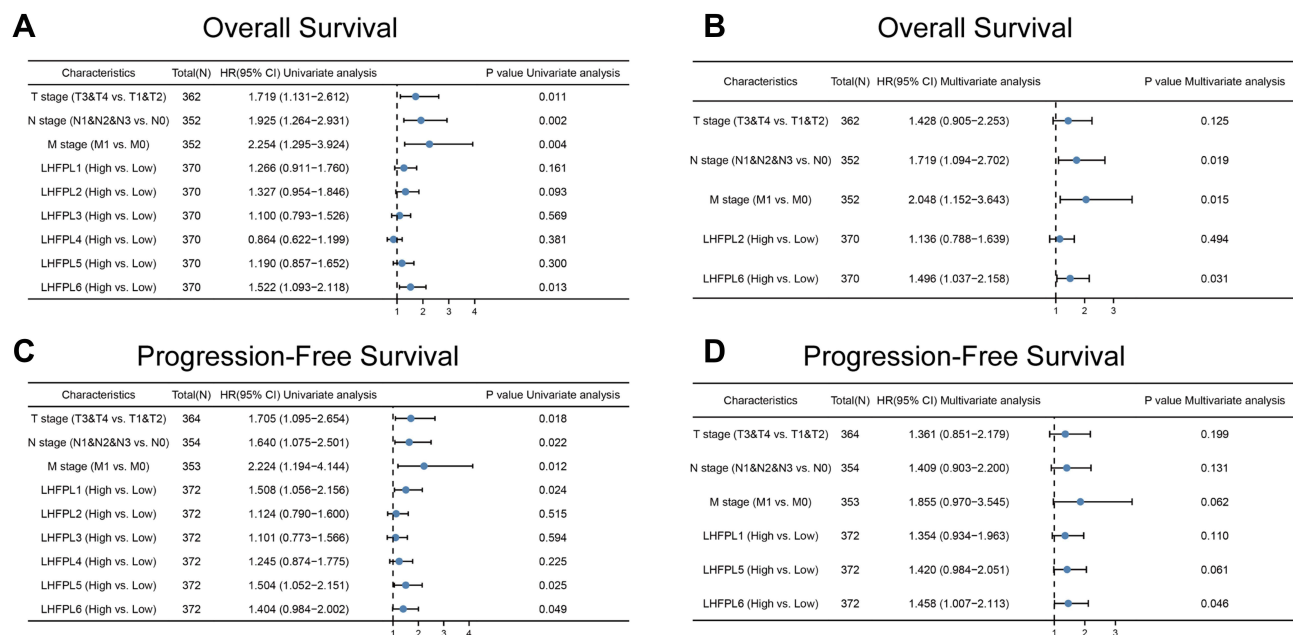 A
Overall Survival
Characteristics Total(N) HR(95% CI) Univariate analysis P value Univariate analysis
T stage (T3&T4 vs. T1&T2) 362 1.719 (1.131−2.612) 0.011
N stage (N1&N2&N3 vs. N0) 352 1.925 (1.264−2.931) 0.002
M stage (M1 vs. M0) 352 2.254 (1.295−3.924) 0.004
LHFPL1 (High vs. Low) 370 1.266 (0.911−1.760) 0.161
LHFPL2 (High vs. Low) 370 1.327 (0.954−1.846) 0.093
LHFPL3 (High vs. Low) 370 1.100 (0.793−1.526) 0.569
LHFPL4 (High vs. Low) 370 0.864 (0.622−1.199) 0.381
LHFPL5 (High vs. Low) 370 1.190 (0.857−1.652) 0.300
LHFPL6 (High vs. Low) 370 1.522 (1.093−2.118) 0.013
1 2 3 4
B
Overall Survival
Characteristics Total(N) HR(95% CI) Multivariate analysis P value Multivariate analysis
T stage (T3&T4 vs. T1&T2) 362 1.428 (0.905−2.253) 0.125
N stage (N1&N2&N3 vs. N0) 352 1.719 (1.094−2.702) 0.019
M stage (M1 vs. M0) 352 2.048 (1.152−3.643) 0.015
LHFPL2 (High vs. Low) 370 1.136 (0.788−1.639) 0.494
LHFPL6 (High vs. Low) 370 1.496 (1.037−2.158) 0.031
1 2 3
C
Progression-Free Survival
Characteristics Total(N) HR(95% CI) Univariate analysis P value Univariate analysis
T stage (T3&T4 vs. T1&T2) 364 1.705 (1.095−2.654) 0.018
N stage (N1&N2&N3 vs. N0) 354 1.640 (1.075−2.501) 0.022
M stage (M1 vs. M0) 353 2.224 (1.194−4.144) 0.012
LHFPL1 (High vs. Low) 372 1.508 (1.056−2.156) 0.024
LHFPL2 (High vs. Low) 372 1.124 (0.790−1.600) 0.515
LHFPL3 (High vs. Low) 372 1.101 (0.773−1.566) 0.594
LHFPL4 (High vs. Low) 372 1.245 (0.874−1.775) 0.225
LHFPL5 (High vs. Low) 372 1.504 (1.052−2.151) 0.025
LHFPL6 (High vs. Low) 372 1.404 (0.984−2.002) 0.049
1 2 3 4
D
Progression-Free Survival
Characteristics Total(N) HR(95% CI) Multivariate analysis P value Multivariate analysis
T stage (T3&T4 vs. T1&T2) 364 1.361 (0.851−2.179) 0.199
N stage (N1&N2&N3 vs. N0) 354 1.409 (0.903−2.200) 0.131
M stage (M1 vs. M0) 353 1.855 (0.970−3.545) 0.062
LHFPL1 (High vs. Low) 372 1.354 (0.934−1.963) 0.110
LHFPL5 (High vs. Low) 372 1.420 (0.984−2.051) 0.061
LHFPL6 (High vs. Low) 372 1.458 (1.007−2.113) 0.046
1 2 3